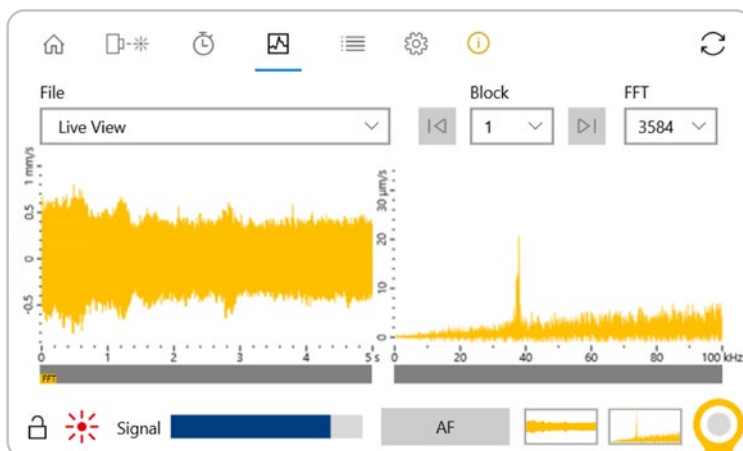 File Block FFT
Live View 1 3584
1 mm/s
0.5
0
-0.5
0 1 2 3 4 5 s
FFT
30 µm/s
20
10
0
0 20 40 60 80 100 kHz
Signal AF